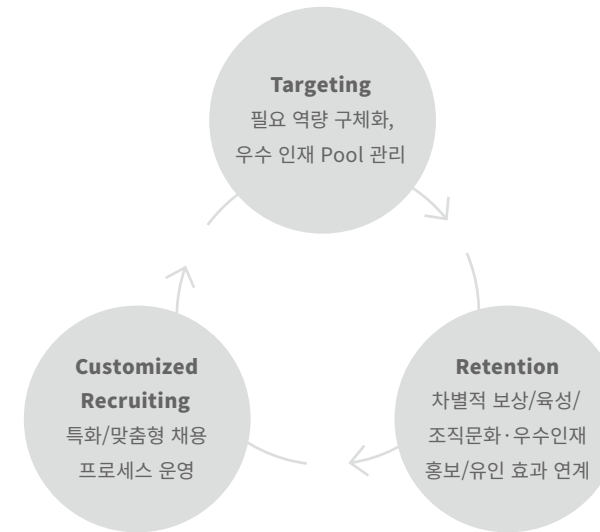 Targeting
필요 역량 구체화,
우수 인재 Pool 관리
Customized
Recruiting
특화/맞춤형 채용
프로세스 운영
Retention
차별적 보상/육성/
조직문화·우수인재
홍보/유인 효과 연계